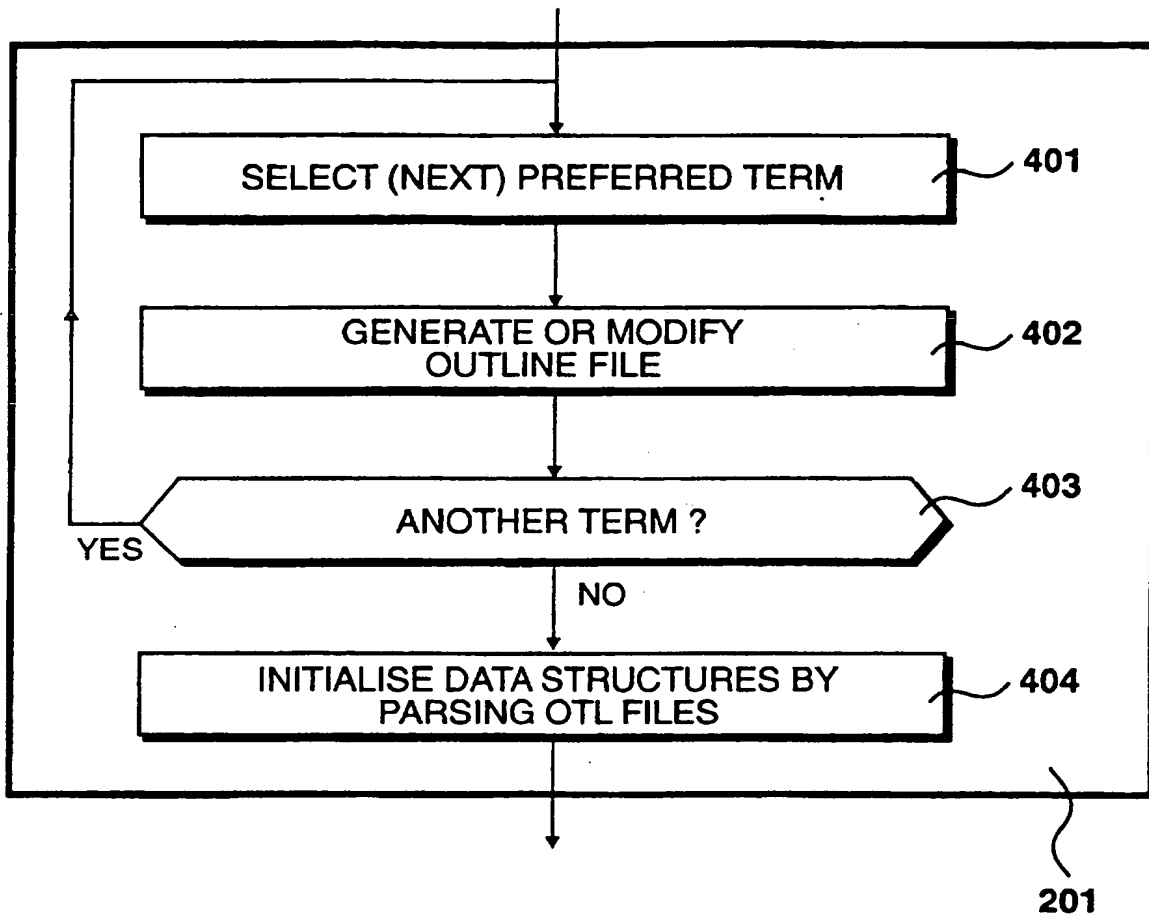 SELECT (NEXT) PREFERRED TERM
401
GENERATE OR MODIFY
OUTLINE FILE
402
ANOTHER TERM ?
403
YES
NO
INITIALISE DATA STRUCTURES BY
PARSING OTL FILES
404
201